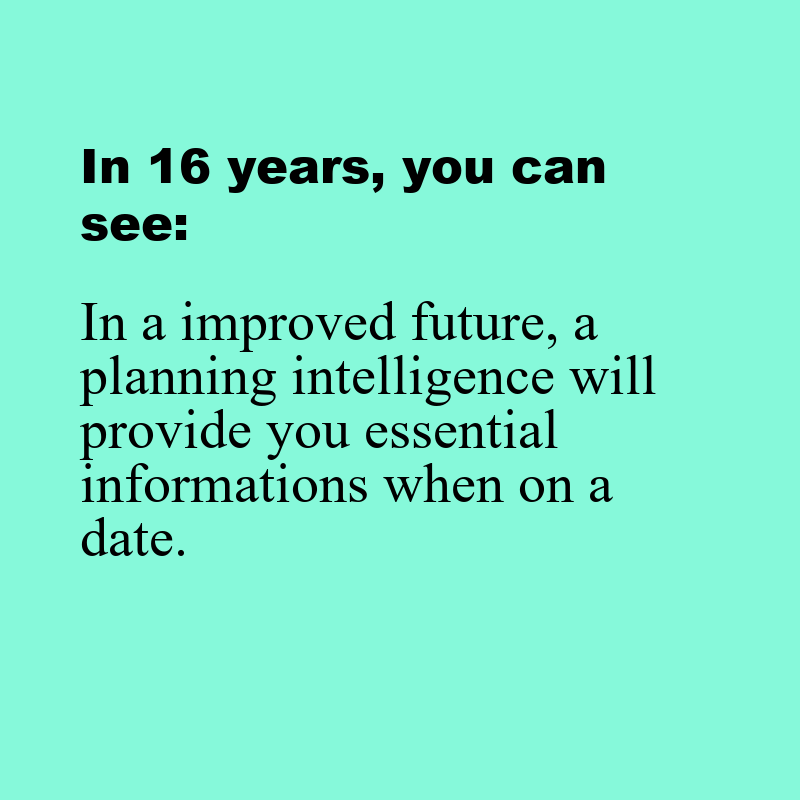 In 16 years, you can
see:
In a improved future, a
planning intelligence will
provide you essential
informations when on a
date.